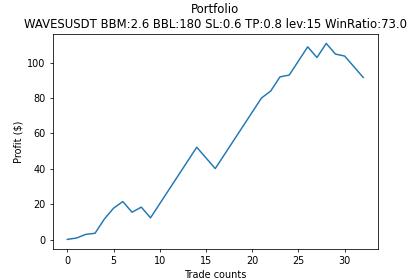 Portfolio
WAVESUSDT BBM:2.6 BBL:180 SL:0.6 TP:0.8 lev:15 WinRatio:73.0
100
80
60
40
20
0
Profit ($)
0 5 10 15 20 25 30
Trade counts